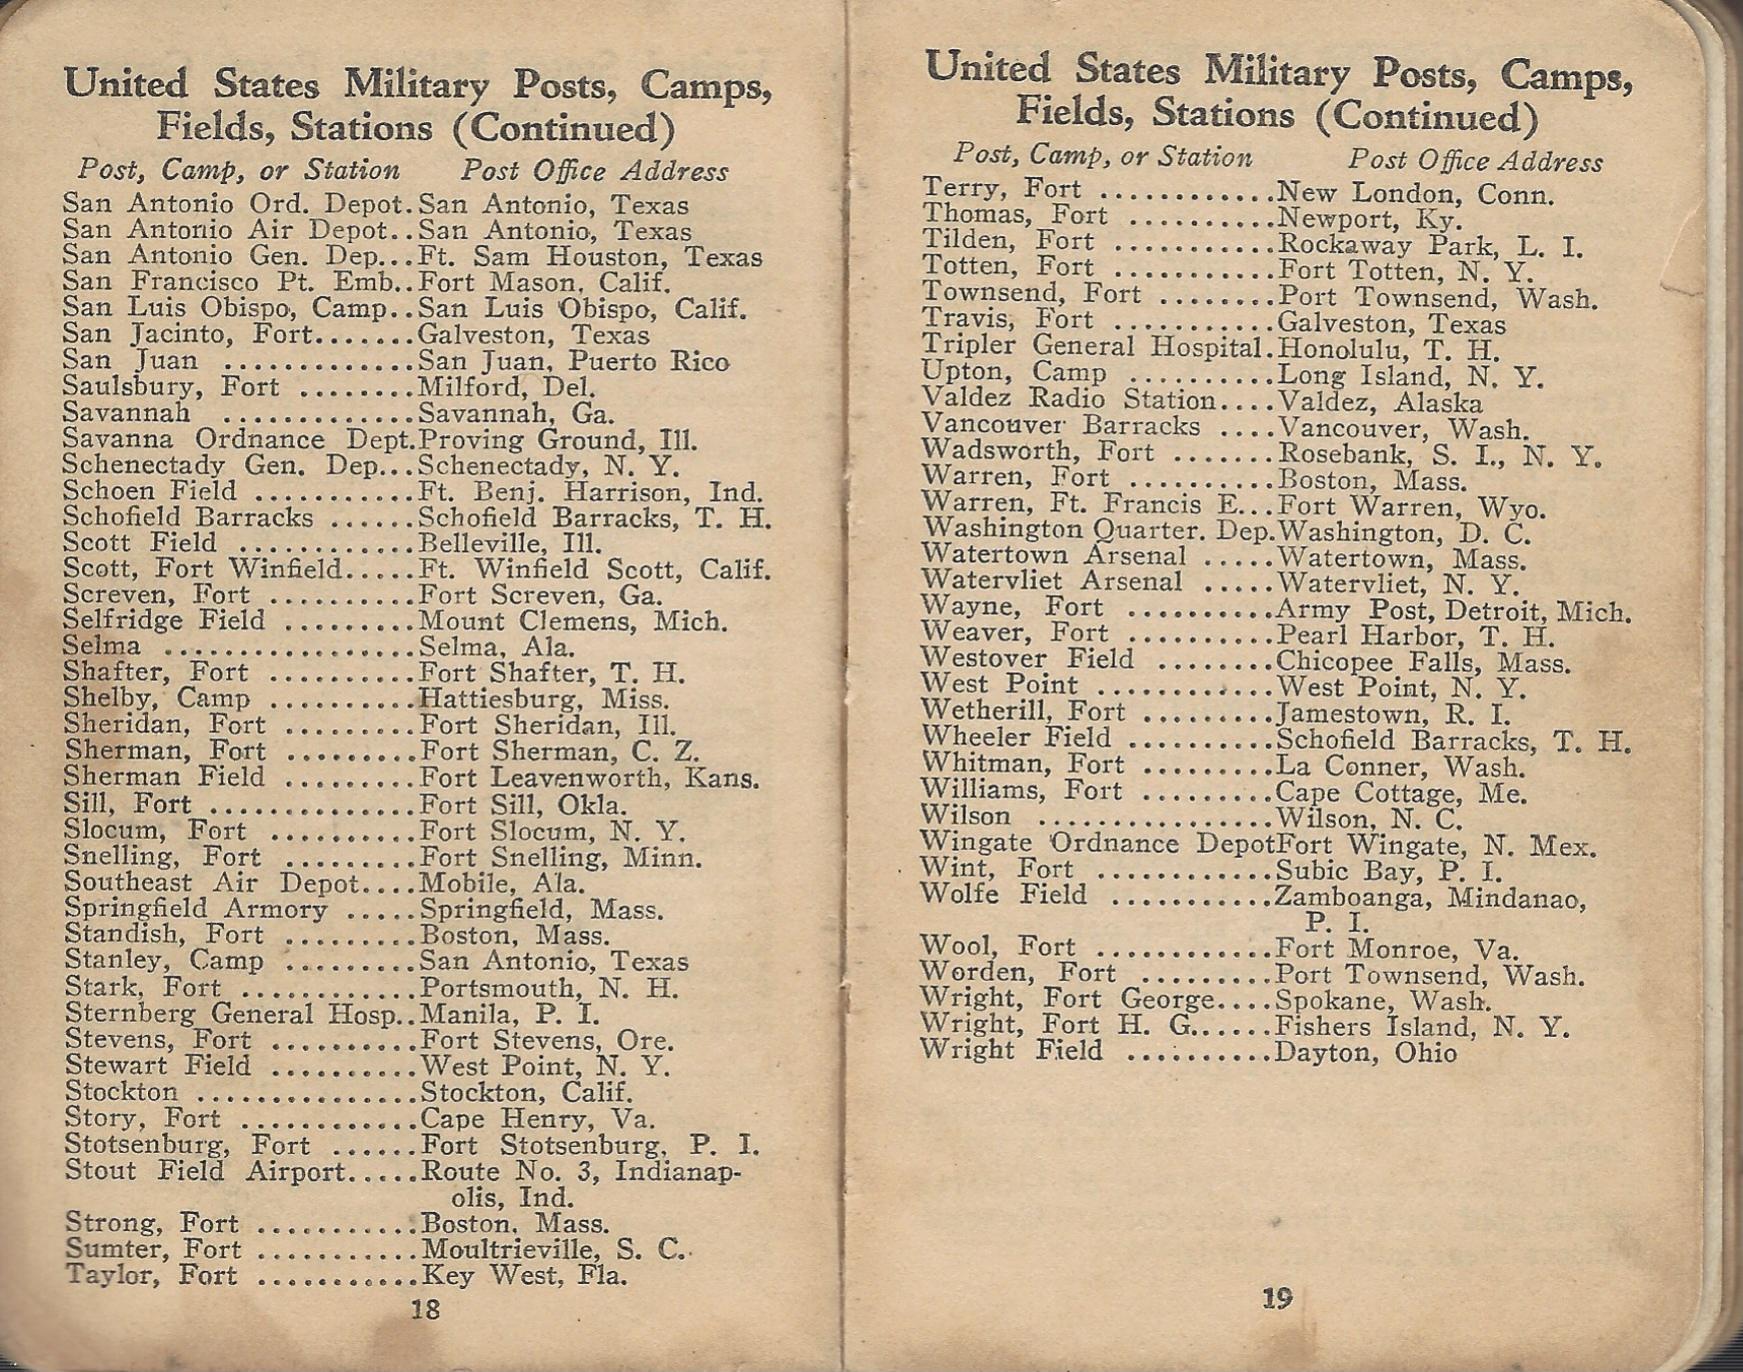 United States Military Posts, Camps,
Fields, Stations (Continued)
Post, Camp, or Station Post Office Address
San Antonio Ord. Depot.San Antonio, Texas
San Antonio Air Depot..San Antonio, Texas
San Antonio Gen. Dep...Ft. Sam Houston, Texas
San Francisco Pt. Emb..Fort Mason, Calif.
San Luis Obispo, Camp..San Luis Obispo, Calif.
San Jacinto, Fort.......Galveston, Texas
San Juan .............San Juan, Puerto Rico
Saulsbury, Fort ........Milford, Del.
Savannah .............Savannah, Ga.
Savanna Ordnance Dept.Proving Ground, Ill.
Schenectady Gen. Dep...Schenectady, N. Y.
Schoen Field ...........Ft. Benj. Harrison, Ind.
Schofield Barracks ......Schofield Barracks, T. H.
Scott Field ............Belleville, Ill.
Scott, Fort Winfield.....Ft. Winfield Scott, Calif.
Screven, Fort ..........Fort Screven, Ga.
Selfridge Field .........Mount Clemens, Mich.
Selma .................Selma, Ala.
Shafter, Fort ..........Fort Shafter, T. H.
Shelby, Camp ..........Hattiesburg, Miss.
Sheridan, Fort .........Fort Sheridan, Ill.
Sherman, Fort .........Fort Sherman, C. Z.
Sherman Field .........Fort Leavenworth, Kans.
Sill, Fort ..............Fort Sill, Okla.
Slocum, Fort ..........Fort Slocum, N. Y.
Snelling, Fort .........Fort Snelling, Minn.
Southeast Air Depot....Mobile, Ala.
Springfield Armory .....Springfield, Mass.
Standish, Fort .........Boston, Mass.
Stanley, Camp .........San Antonio, Texas
Stark, Fort ............Portsmouth, N. H.
Sternberg General Hosp..Manila, P. I.
Stevens, Fort ..........Fort Stevens, Ore.
Stewart Field ..........West Point, N. Y.
Stockton ...............Stockton, Calif.
Story, Fort ............Cape Henry, Va.
Stotsenburg, Fort ......Fort Stotsenburg, P. I.
Stout Field Airport.....Route No. 3, Indianap-
olis, Ind.
Strong, Fort ...........Boston, Mass.
Sumter, Fort ...........Moultrieville, S. C.
Taylor, Fort ...........Key West, Fla.
18
United States Military Posts, Camps,
Fields, Stations (Continued)
Post, Camp, or Station Post Office Address
Terry, Fort ............New London, Conn.
Thomas, Fort ..........Newport, Ky.
Tilden, Fort ...........Rockaway Park, L. I.
Totten, Fort ...........Fort Totten, N. Y.
Townsend, Fort ........Port Townsend, Wash.
Travis, Fort ...........Galveston, Texas
Tripler General Hospital.Honolulu, T. H.
Upton, Camp ..........Long Island, N. Y.
Valdez Radio Station....Valdez, Alaska
Vancouver Barracks ....Vancouver, Wash.
Wadsworth, Fort .......Rosebank, S. I., N. Y.
Warren, Fort ..........Boston, Mass.
Warren, Ft. Francis E...Fort Warren, Wyo.
Washington Quarter. Dep.Washington, D. C.
Watertown Arsenal .....Watertown, Mass.
Watervliet Arsenal .....Watervliet, N. Y.
Wayne, Fort ..........Army Post, Detroit, Mich.
Weaver, Fort ..........Pearl Harbor, T. H.
Westover Field ........Chicopee Falls, Mass.
West Point ............West Point, N. Y.
Wetherill, Fort .........Jamestown, R. I.
Wheeler Field ..........Schofield Barracks, T. H.
Whitman, Fort .........La Conner, Wash.
Williams, Fort .........Cape Cottage, Me.
Wilson ................Wilson, N. C.
Wingate Ordnance DepotFort Wingate, N. Mex.
Wint, Fort ............Subic Bay, P. I.
Wolfe Field ...........Zamboanga, Mindanao,
P. I.
Wool, Fort ............Fort Monroe, Va.
Worden, Fort .........Port Townsend, Wash.
Wright, Fort George....Spokane, Wash.
Wright, Fort H. G......Fishers Island, N. Y.
Wright Field ..........Dayton, Ohio
19